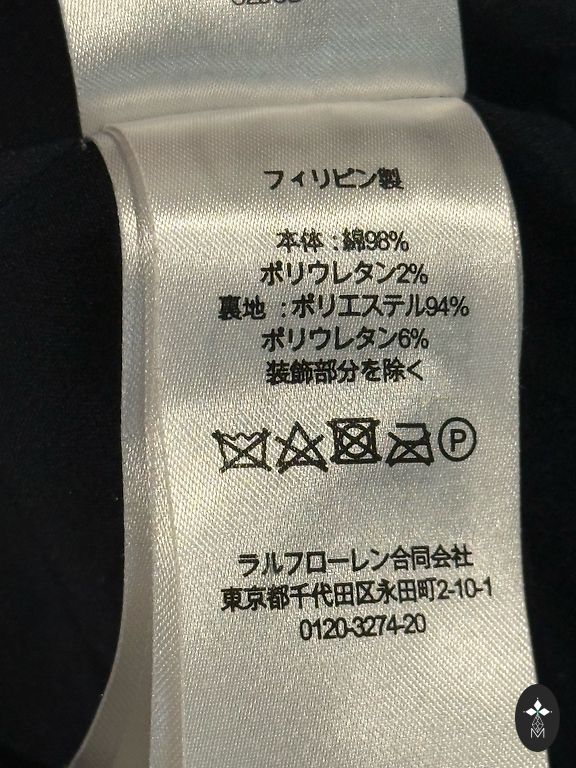 フィリピン製
本体:綿98%
ポリウレタン2%
裏地:ポリエステル94%
ポリウレタン6%
装飾部分を除く
P
ラルフローレン合同会社
東京都千代田区永田町2-10-1
0120-3274-20
M